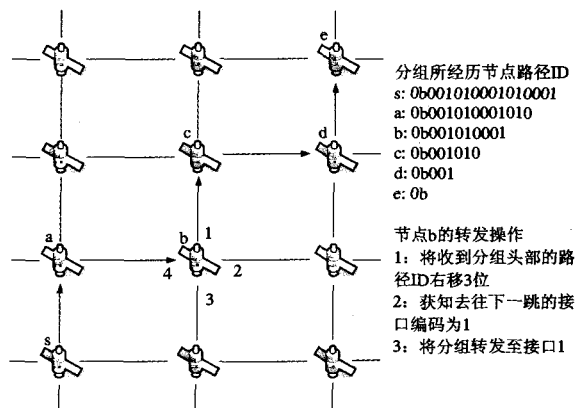 e
分组所经历节点路径ID
s: 0b001010001010001
a: 0b001010001010
b: 0b001010001
c: 0b001010
d: 0b001
e: 0b
c
d
节点b的转发操作
1：将收到分组头部的路
径ID右移3位
2：获知去往下一跳的接
口编码为1
3：将分组转发至接口1
a
b
1
4
2
3
s